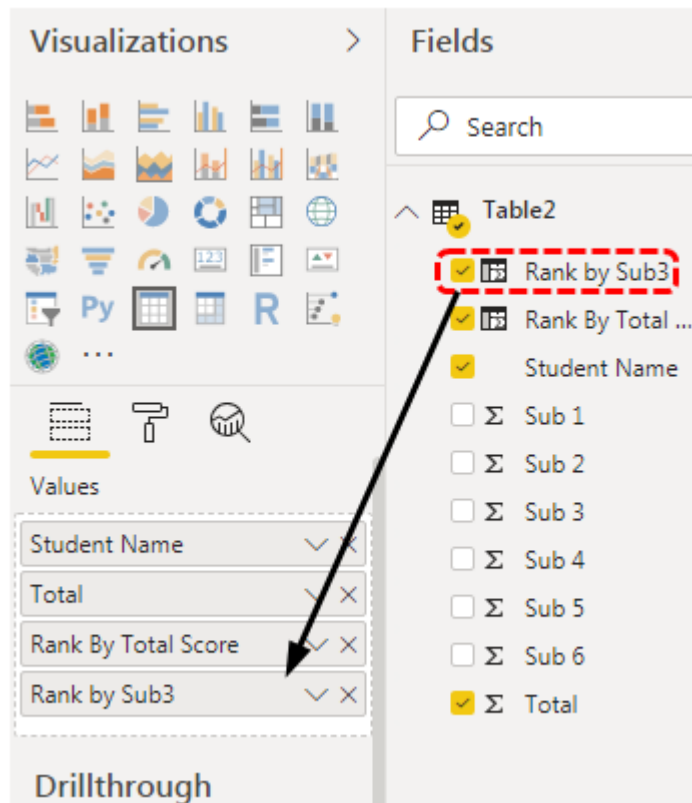 Visualizations
123
Py
R
Values
Student Name
Total
Rank By Total Score
Rank by Sub3
Drillthrough
Fields
Search
Table2
Rank by Sub3
Rank By Total ...
Student Name
Σ Sub 1
Σ Sub 2
Σ Sub 3
Σ Sub 4
Σ Sub 5
Σ Sub 6
Σ Total